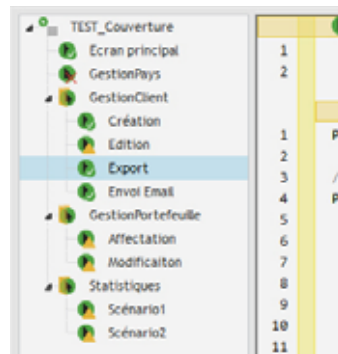 TEST_Couverture
Ecran principal
GestionPays
GestionClient
Création
Edition
Export
Envoi Email
GestionPortefeuille
Affectation
Modificaiton
Statistiques
Scénario1
Scénario2
1
2
1 P
2
3 /
4 P
5
6
7
8
9
10
11